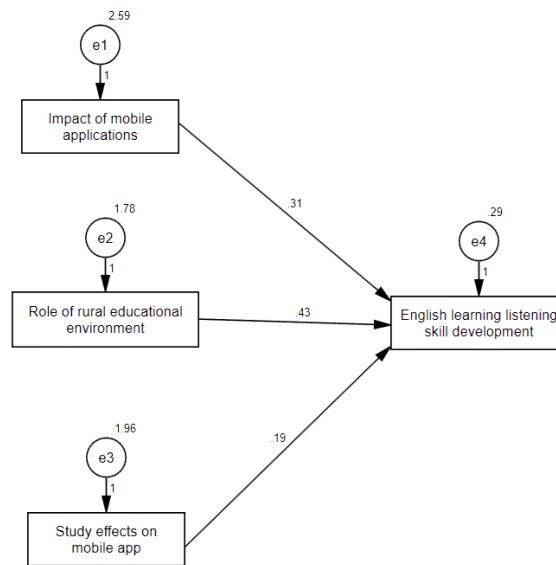 2.59
e1
1
Impact of mobile
applications
.31
1.78
e2
1
Role of rural educational
environment
.43
.29
e4
1
English learning listening
skill development
1.96
e3
1
.19
Study effects on
mobile app